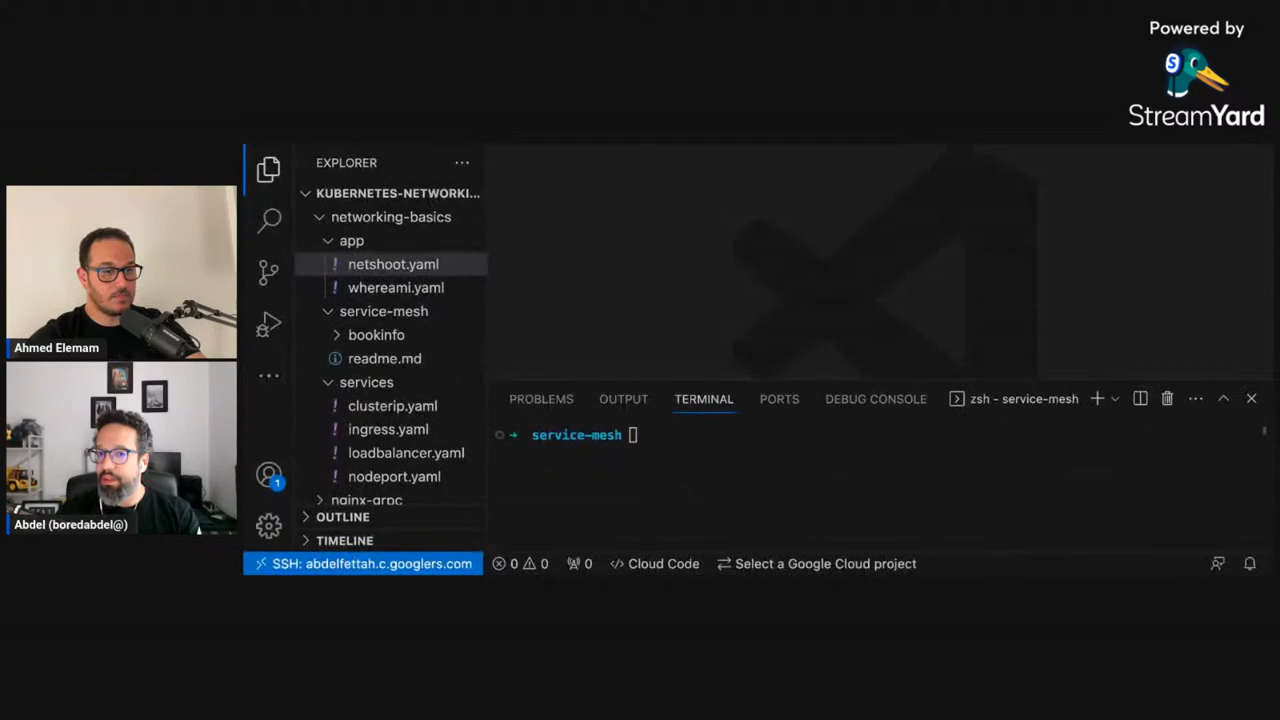 Powered by
StreamYard
EXPLORER
KUBERNETES-NETWORKI...
networking-basics
app
netshoot.yaml
whereami.yaml
service-mesh
bookinfo
readme.md
services
clusterip.yaml
ingress.yaml
loadbalancer.yaml
nodeport.yaml
nginx-grpc
OUTLINE
TIMELINE
1
PROBLEMS OUTPUT TERMINAL PORTS DEBUG CONSOLE zsh - service-mesh
service-mesh
SSH: abdelfettah.c.googlers.com 0 0 0 Cloud Code Select a Google Cloud project
Ahmed Elemam
Abdel (boredabdel@)